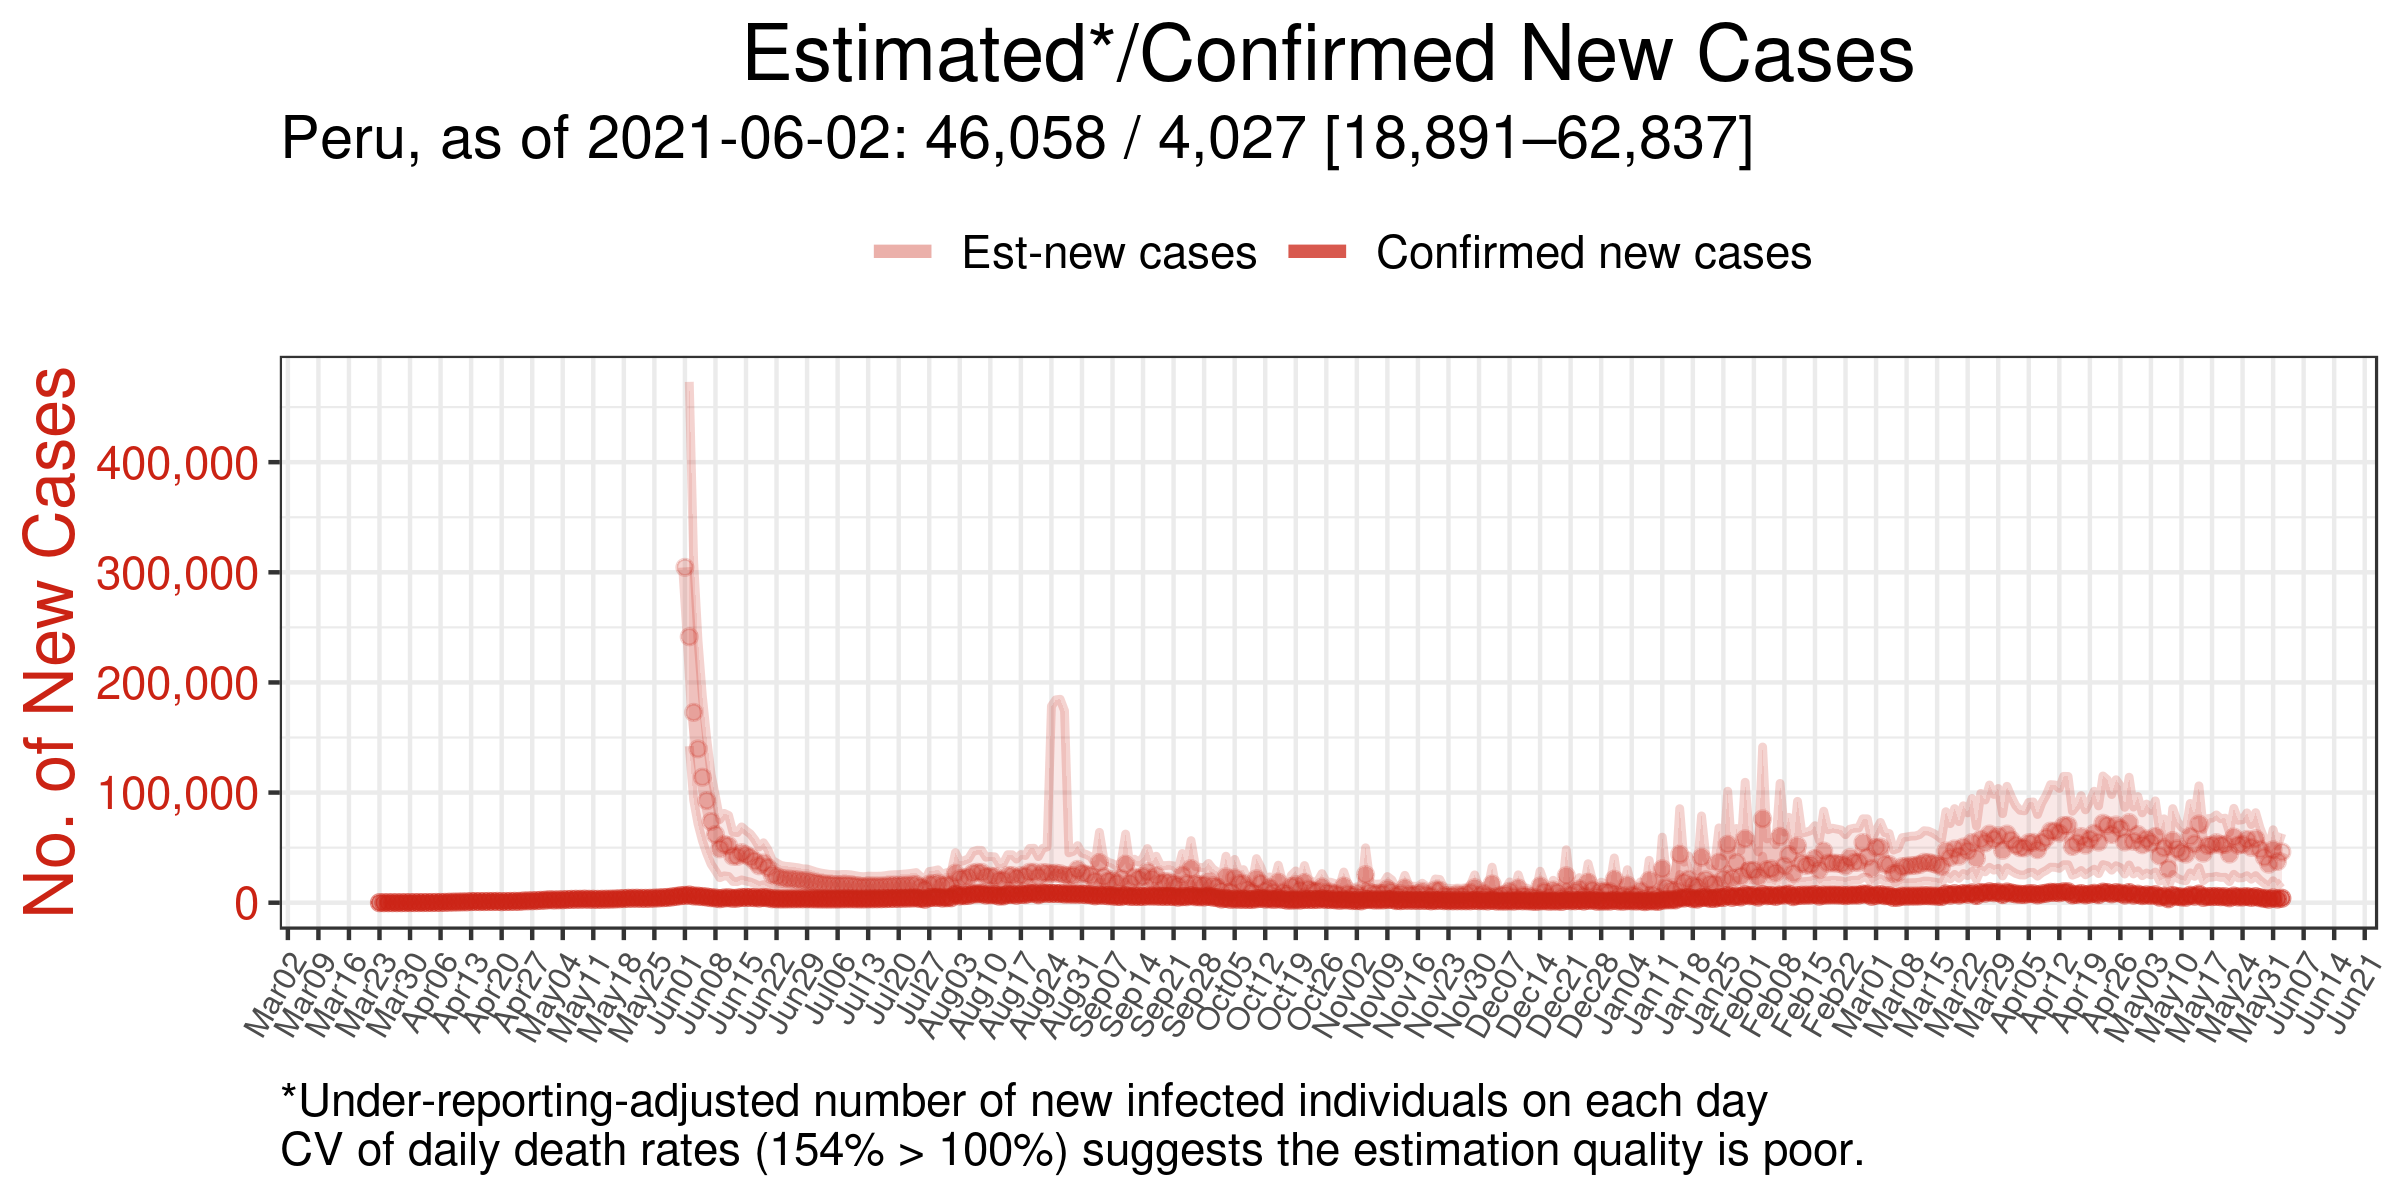 Estimated*/Confirmed New Cases
Peru, as of 2021-06-02: 46,058 / 4,027 [18,891–62,837]
Est-new cases
Confirmed new cases
No. of New Cases
400,000
300,000
200,000
100,000
0
Mar02
Mar09
Mar16
Mar23
Mar30
Apr06
Apr13
Apr20
Apr27
May04
May11
May18
May25
Jun01
Jun08
Jun15
Jun22
Jun29
Jul06
Jul13
Jul20
Jul27
Aug03
Aug10
Aug17
Aug24
Aug31
Sep07
Sep14
Sep21
Sep28
Oct05
Oct12
Oct19
Oct26
Nov02
Nov09
Nov16
Nov23
Nov30
Dec07
Dec14
Dec21
Dec28
Jan04
Jan11
Jan18
Jan25
Feb01
Feb08
Feb15
Feb22
Mar01
Mar08
Mar15
Mar22
Mar29
Apr05
Apr12
Apr19
Apr26
May03
May10
May17
May24
May31
Jun07
Jun14
Jun21
*Under-reporting-adjusted number of new infected individuals on each day
CV of daily death rates (154% > 100%) suggests the estimation quality is poor.